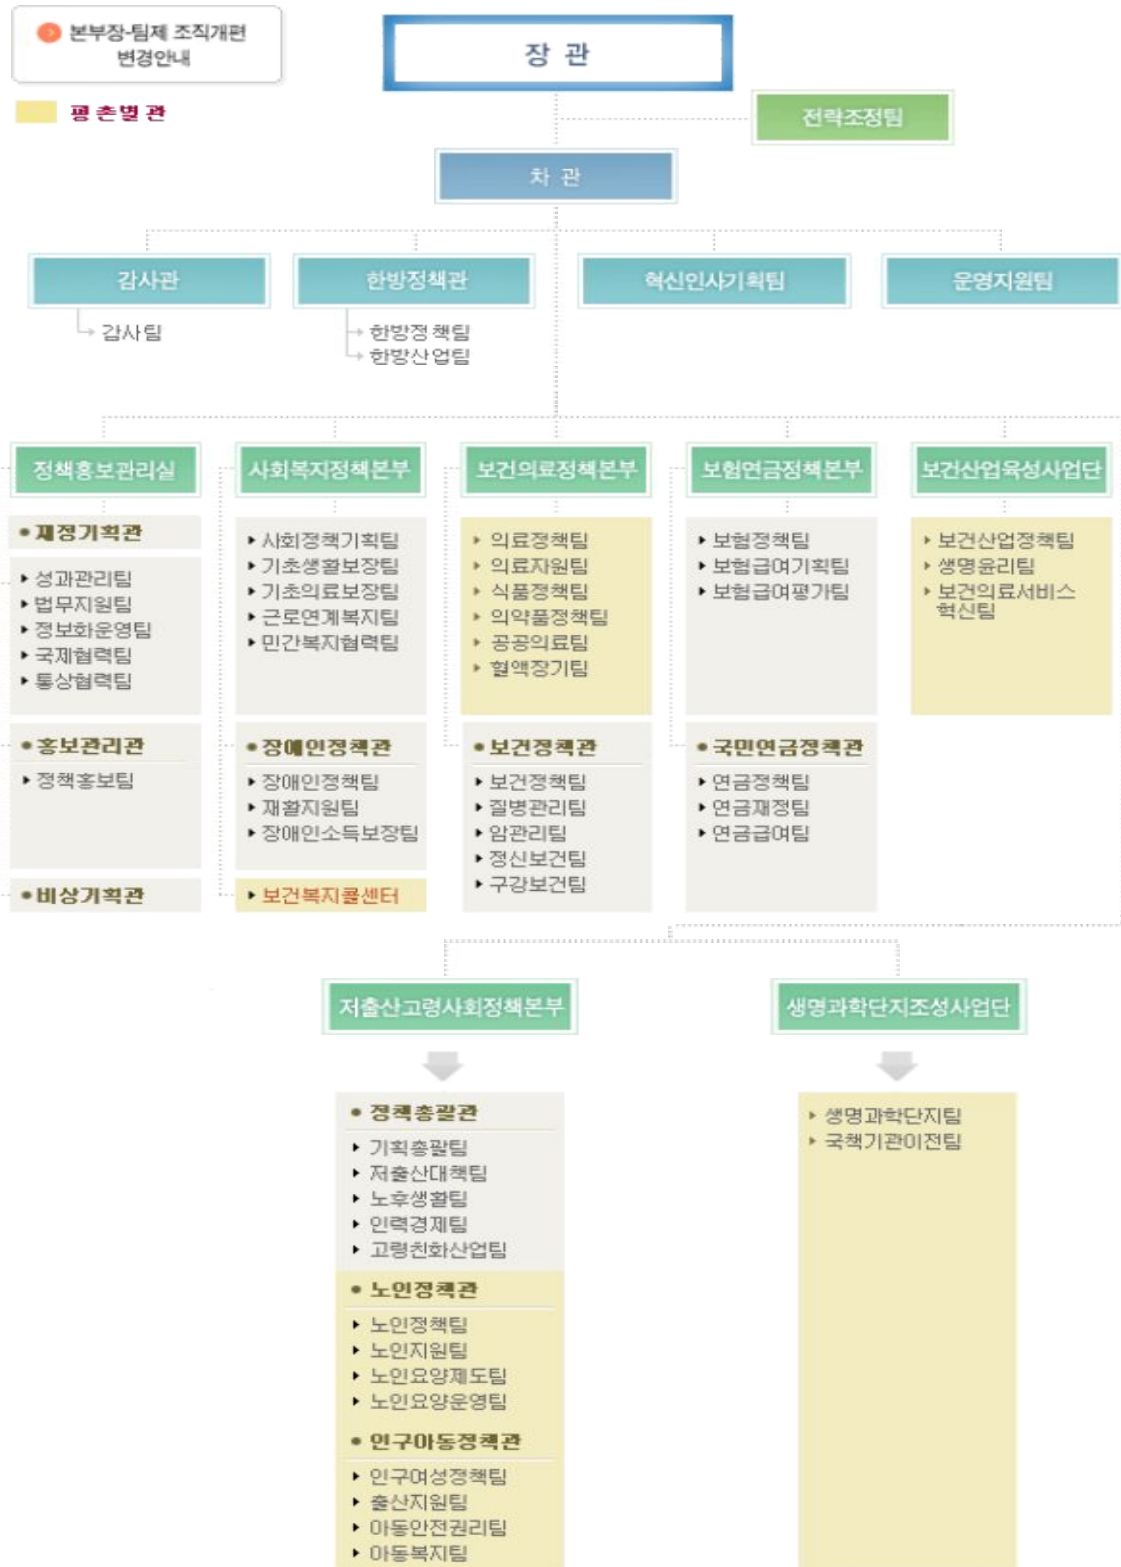 본부장-팀제 조직개편
변경안내
평촌별관
장 관
전략조정팀
차 관
감사관
감사팀
한방정책관
한방정책팀
한방산업팀
혁신인사기획팀
운영지원팀
정책홍보관리실
재정기획관
성과관리팀
법무지원팀
정보화운영팀
국제협력팀
통상협력팀
홍보관리관
정책홍보팀
비상기획관
사회복지정책본부
사회정책기획팀
기초생활보장팀
기초의료보장팀
근로연계복지팀
민간복지협력팀
장애인정책관
장애인정책팀
재활지원팀
장애인소득보장팀
보건복지콜센터
보건의료정책본부
의료정책팀
의료자원팀
식품정책팀
의약품정책팀
공공의료팀
혈액장기팀
보건정책관
보건정책팀
질병관리팀
암관리팀
정신보건팀
구강보건팀
보험연금정책본부
보험정책팀
보험급여기획팀
보험급여평가팀
국민연금정책관
연금정책팀
연금재정팀
연금급여팀
보건산업육성사업단
보건산업정책팀
생명윤리팀
보건의료서비스
혁신팀
저출산고령사회정책본부
정책총괄관
기획총괄팀
저출산대책팀
노후생활팀
인력경제팀
고령친화산업팀
노인정책관
노인정책팀
노인지원팀
노인요양제도팀
노인요양운영팀
인구아동정책관
인구여성정책팀
출산지원팀
아동안전권리팀
아동복지팀
생명과학단지조성사업단
생명과학단지팀
국책기관이전팀